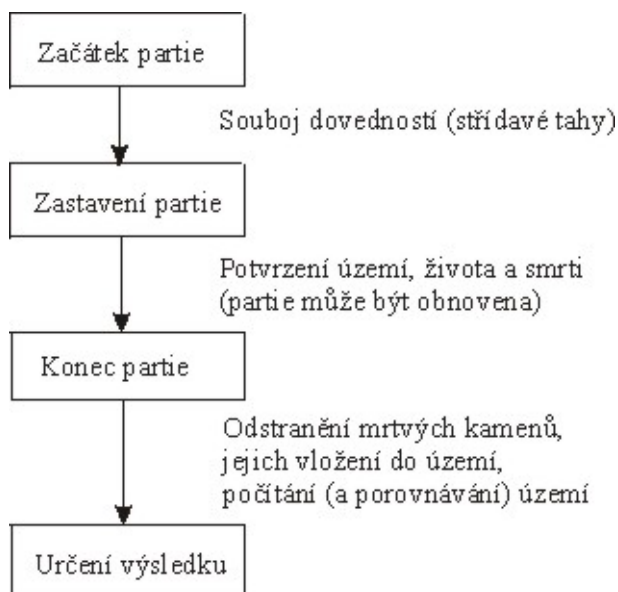 Začátek partie
Souboj dovedností (střídavé tahy)
Zastavení partie
Potvrzení území, života a smrti
(partie může být obnovena)
Konec partie
Odstranění mrtvých kamenů,
jejich vložení do území,
počítání (a porovnávání) území
Určení výsledku